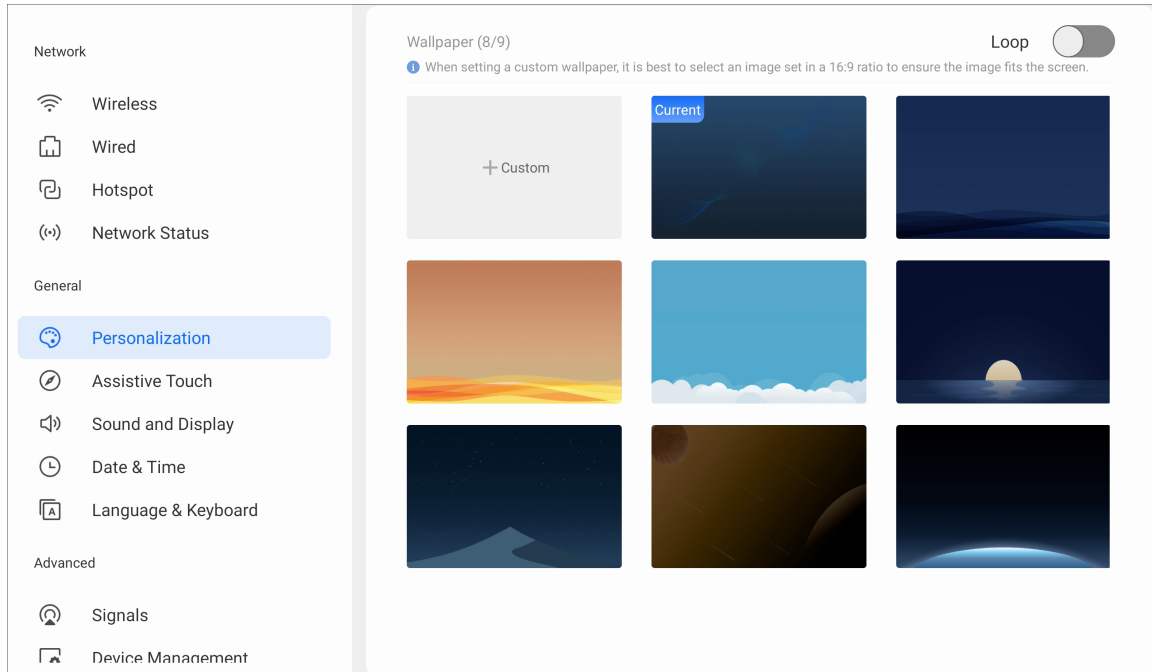 Network
Wireless
Wired
Hotspot
Network Status
General
Personalization
Assistive Touch
Sound and Display
Date & Time
Language & Keyboard
Advanced
Signals
Device Management
Wallpaper (8/9)
Loop
When setting a custom wallpaper, it is best to select an image set in a 16:9 ratio to ensure the image fits the screen.
Custom
Current